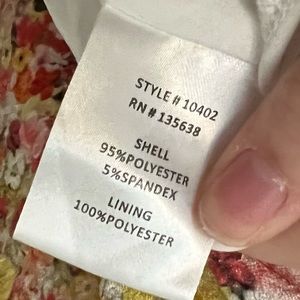 STYLE # 10402
RN # 135638
SHELL
95%POLYESTER
5%SPANDEX
LINING
100%POLYESTER